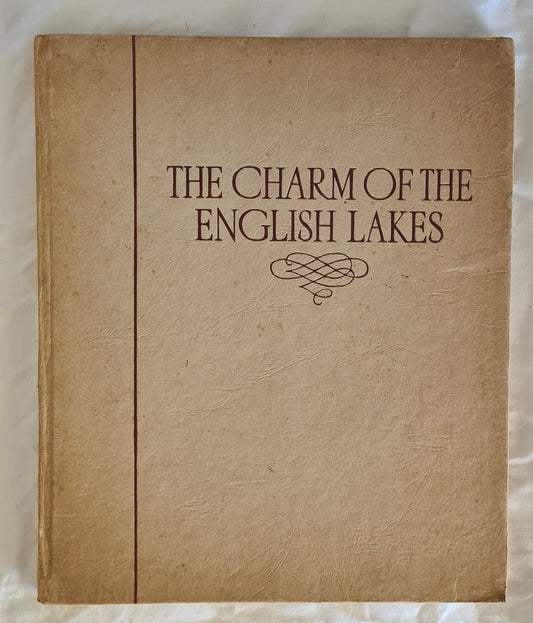 THE CHARM OF THE
ENGLISH LAKES